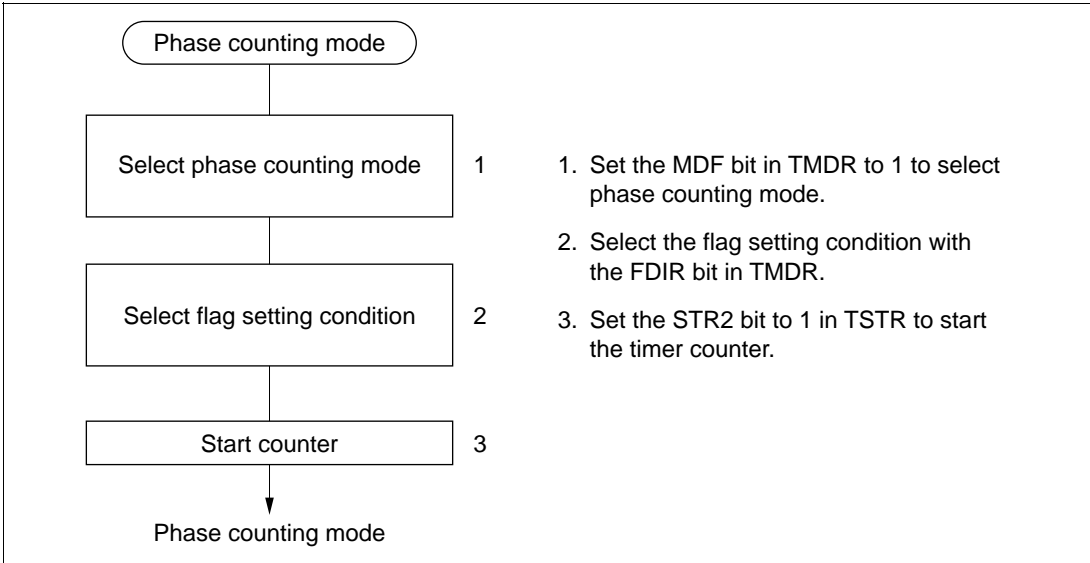 Phase counting mode
Select phase counting mode
1
Select flag setting condition
2
Start counter
3
Phase counting mode
1. Set the MDF bit in TMDR to 1 to select
phase counting mode.
2. Select the flag setting condition with
the FDIR bit in TMDR.
3. Set the STR2 bit to 1 in TSTR to start
the timer counter.